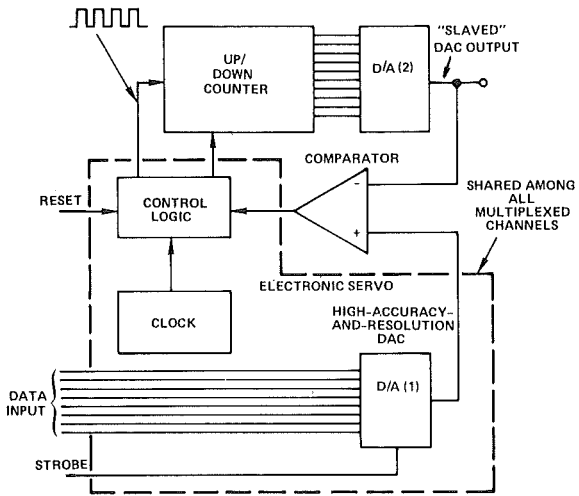 "SLAVED"
DAC OUTPUT
UP/
DOWN
COUNTER
D/A (2)
COMPARATOR
-
+
SHARED AMONG
ALL
MULTIPLEXED
CHANNELS
RESET
CONTROL
LOGIC
ELECTRONIC SERVO
CLOCK
HIGH-ACCURACY-
AND-RESOLUTION
DAC
D/A (1)
DATA
INPUT
STROBE